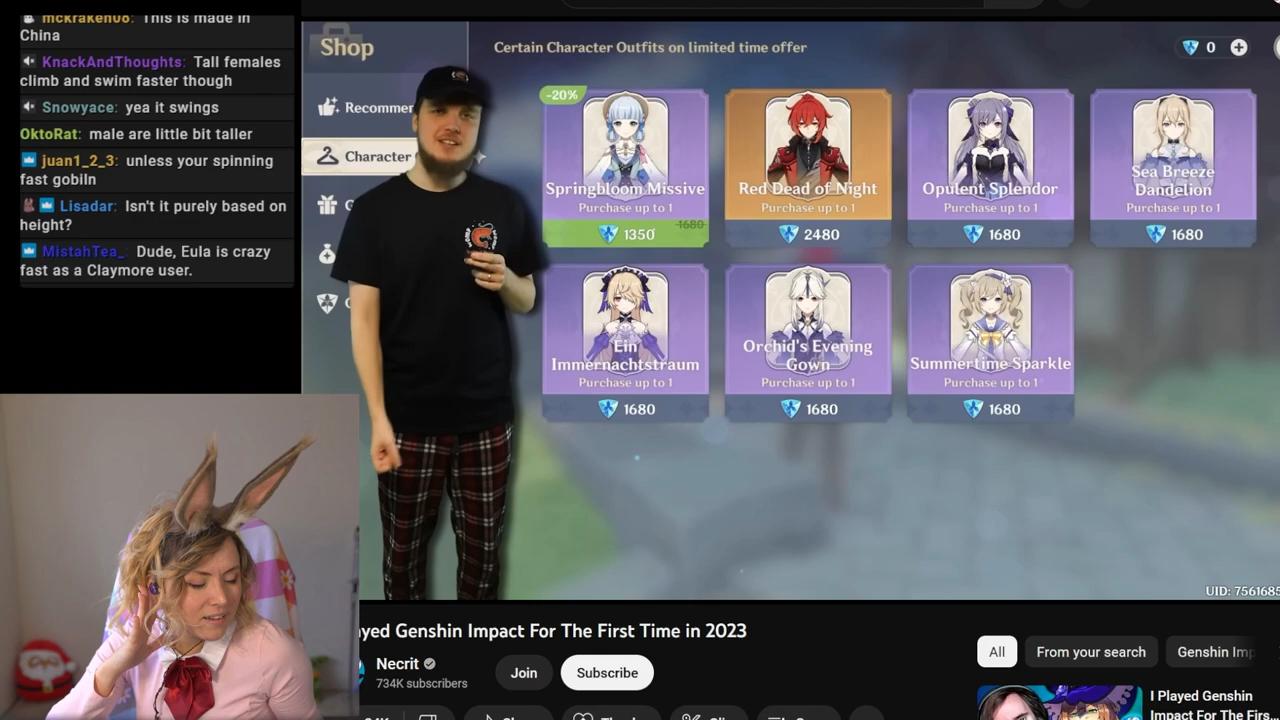 mckraken08: This is made in
China
KnackAndThoughts: Tall females
climb and swim faster though
Snowyace: yea it swings
OktoRat: male are little bit taller
juan1_2_3: unless your spinning
fast gobiln
Lisadar: Isn't it purely based on
height?
MistahTea_: Dude, Eula is crazy
fast as a Claymore user.
Shop
Certain Character Outfits on limited time offer
0
Recommen
Character
-20%
Springbloom Missive
Purchase up to 1
1350 1680
Red Dead of Night
Purchase up to 1
2480
Opulent Splendor
Purchase up to 1
1680
Sea Breeze
Dandelion
Purchase up to 1
1680
Ein
Immernachtstraum
Purchase up to 1
1680
Orchid's Evening
Gown
Purchase up to 1
1680
Summertime Sparkle
Purchase up to 1
1680
UID: 7561685
ayed Genshin Impact For The First Time in 2023
Necrit
734K subscribers
Join
Subscribe
All
From your search
Genshin Imp
I Played Genshin
Impact For The Firs